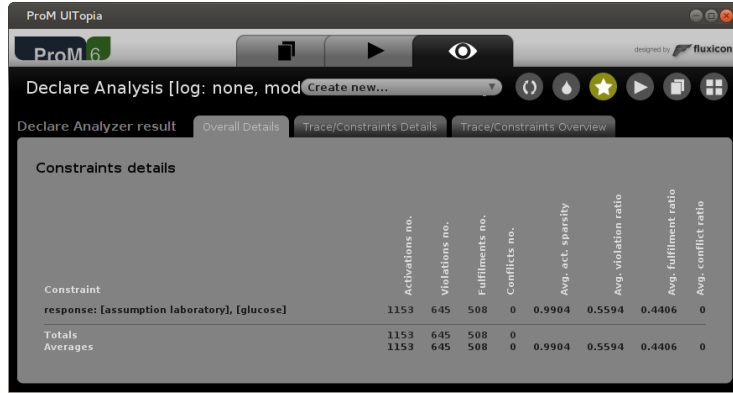 ProM UITopia
ProM 6
designed by fluxicon
Declare Analysis [log: none, mod
Create new...
Declare Analyzer result
Overall Details
Trace/Constraints Details
Trace/Constraints Overview
Constraints details
Constraint Activations no. Violations no. Fulfilments no. Conflicts no. Avg. act. sparsity Avg. violation ratio Avg. fulfilment ratio Avg. conflict ratio
response: [assumption laboratory], [glucose] 1153 645 508 0 0.9904 0.5594 0.4406 0
Totals 1153 645 508 0
Averages 1153 645 508 0 0.9904 0.5594 0.4406 0